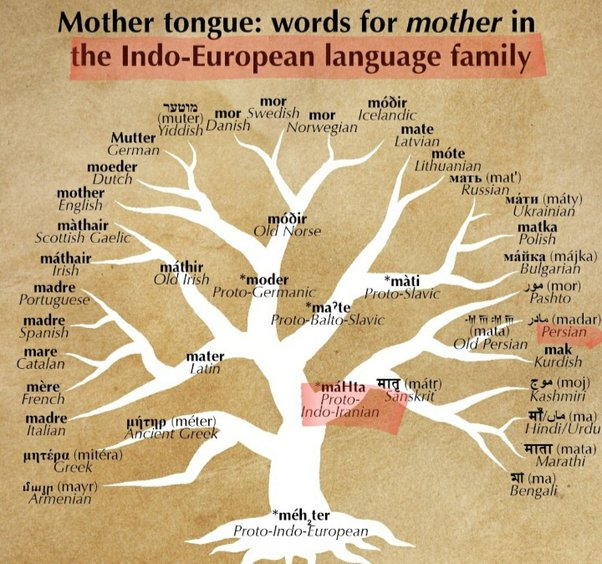 Mother tongue: words for mother in
the Indo-European language family
מוטער
(muter)
Yiddish
mor
Danish
mor
Swedish
mor
Norwegian
móðir
Icelandic
Mutter
German
mate
Latvian
moeder
Dutch
móte
Lithuanian
mother
English
мать (mat')
Russian
màthair
Scottish Gaelic
móðir
Old Norse
мáти (máty)
Ukrainian
matka
Polish
máthair
Irish
máthir
Old Irish
*moder
Proto-Germanic
*màti
Proto-Slavic
мáйка (májka)
Bulgarian
madre
Portuguese
*maˀte
Proto-Balto-Slavic
مور (mor)
Pashto
madre
Spanish
(mata)
Old Persian
مادر (madar)
Persian
mare
Catalan
mater
Latin
mak
Kurdish
mère
French
*máHta
Proto-
Indo-Iranian
मातृ (mátr)
Sanskrit
موج (moj)
Kashmiri
madre
Italian
μήτηρ (méter)
Ancient Greek
माँ/ماں (ma)
Hindi/Urdu
μητέρα (mitéra)
Greek
माता (mata)
Marathi
մայր (mayr)
Armenian
মা (ma)
Bengali
*méh₂ter
Proto-Indo-European